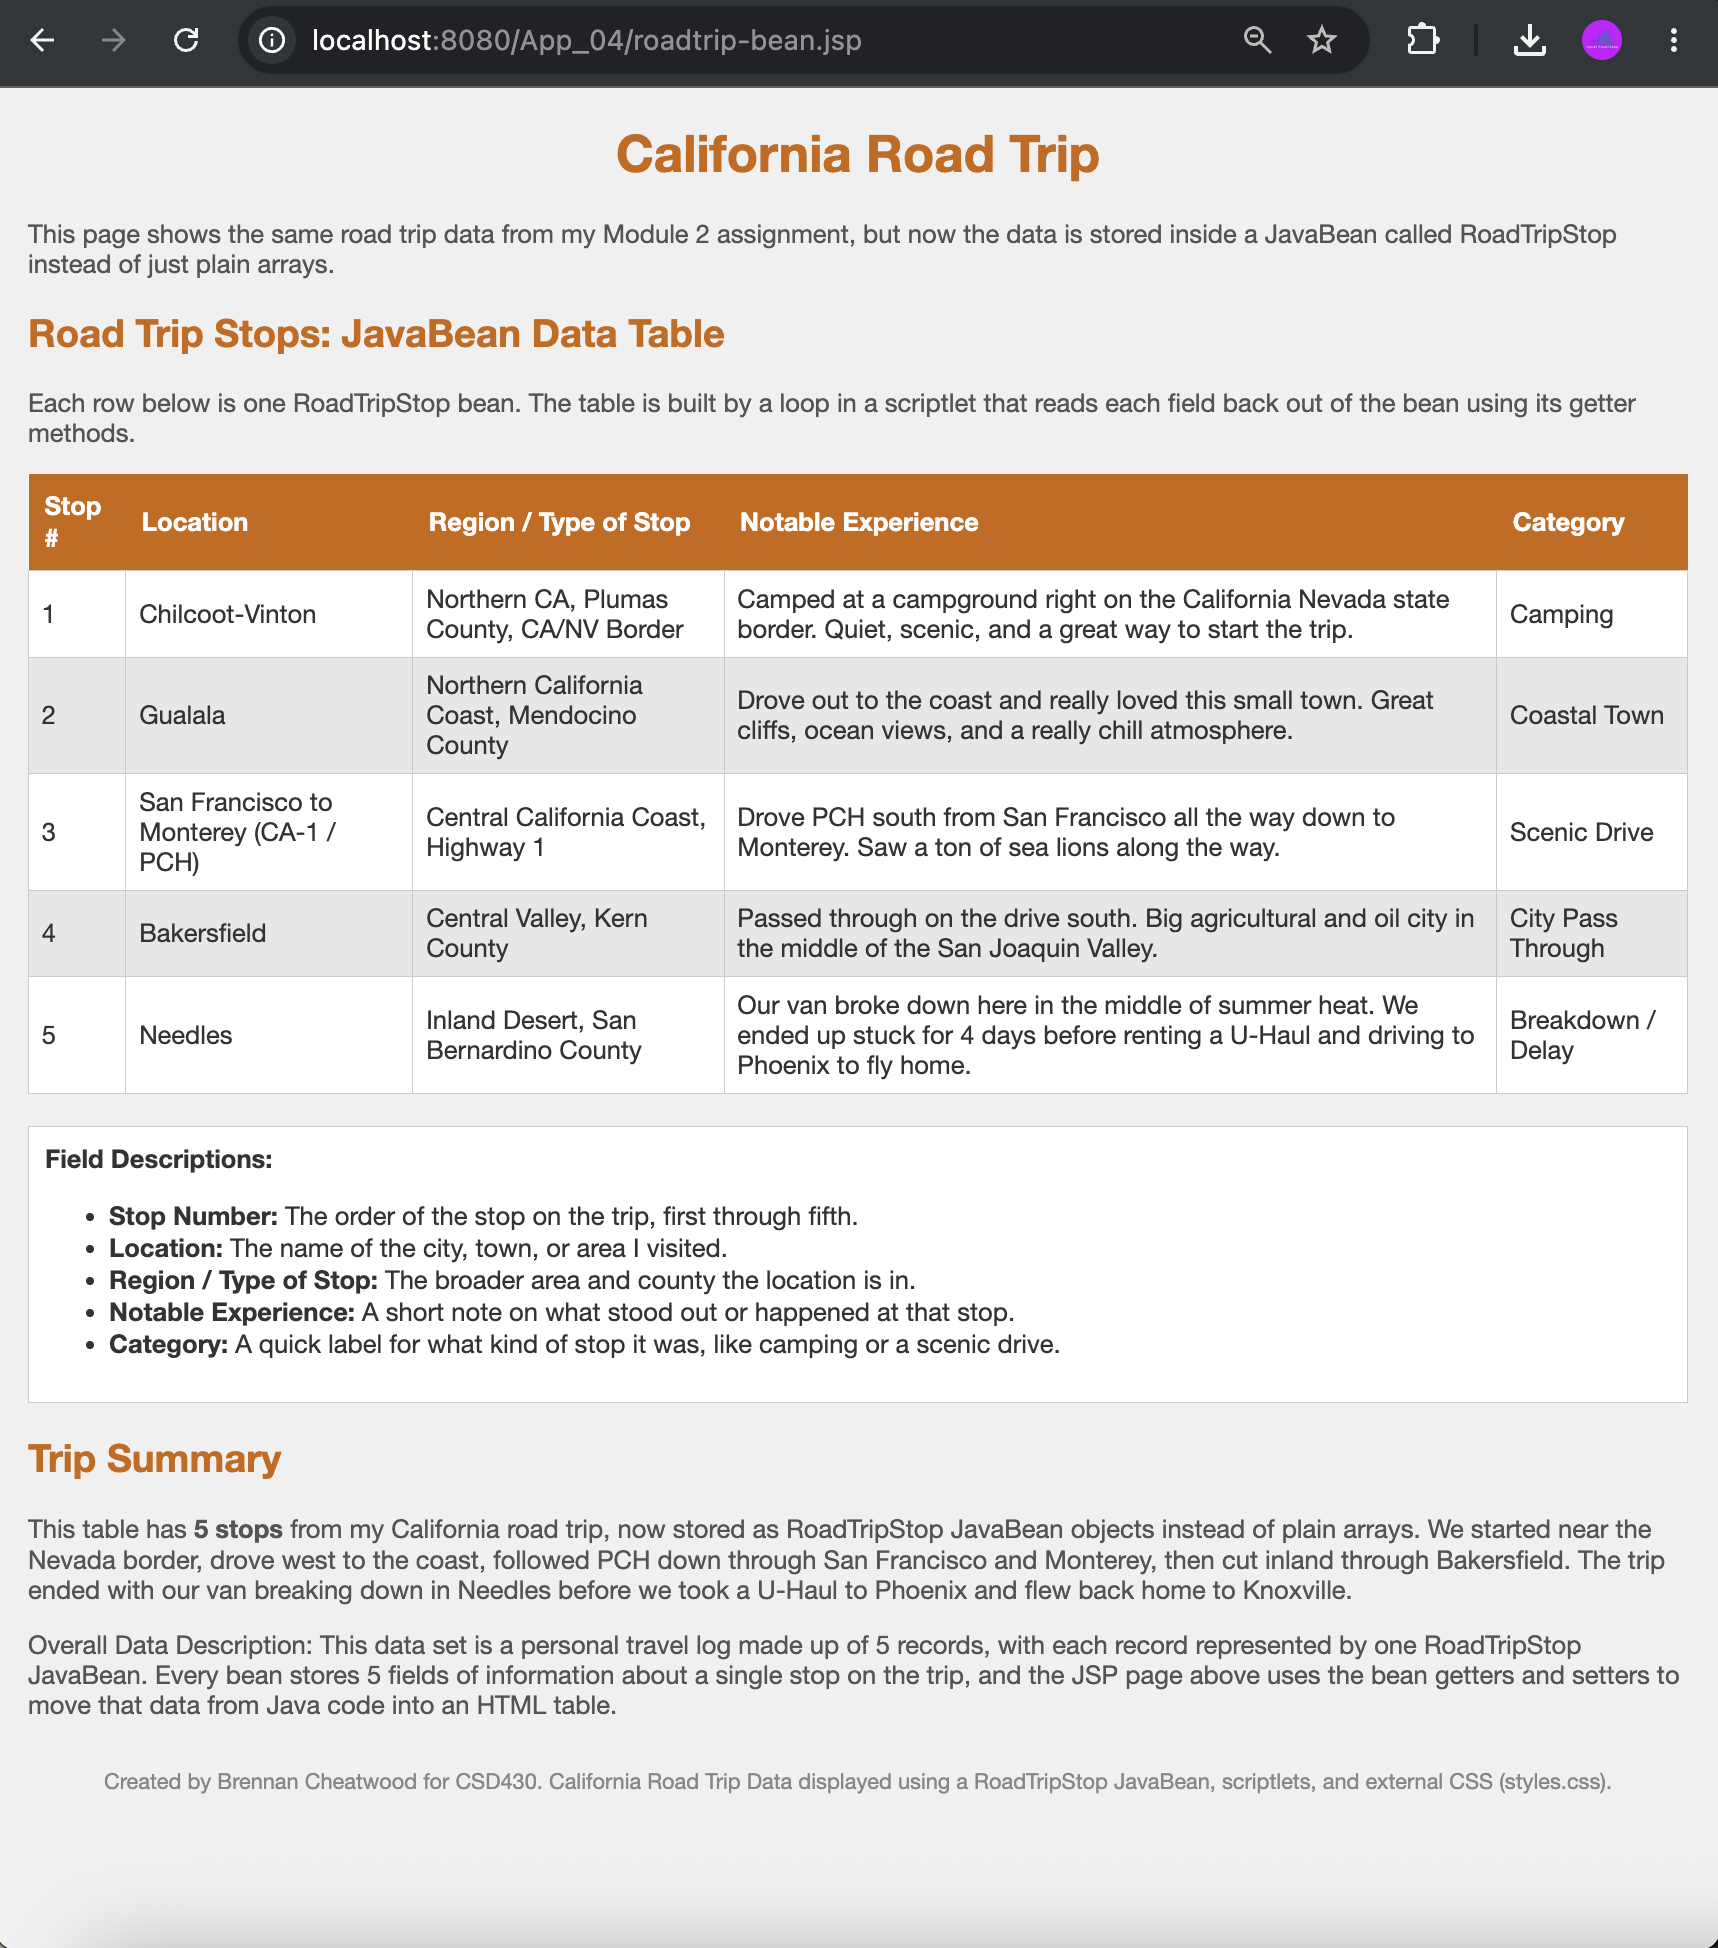 localhost:8080/App_04/roadtrip-bean.jsp
California Road Trip
This page shows the same road trip data from my Module 2 assignment, but now the data is stored inside a JavaBean called RoadTripStop
instead of just plain arrays.
Road Trip Stops: JavaBean Data Table
Each row below is one RoadTripStop bean. The table is built by a loop in a scriptlet that reads each field back out of the bean using its getter
methods.
Stop
#
Location
Region / Type of Stop
Notable Experience
Category
1
Chilcoot-Vinton
Northern CA, Plumas
County, CA/NV Border
Camped at a campground right on the California Nevada state
border. Quiet, scenic, and a great way to start the trip.
Camping
2
Gualala
Northern California
Coast, Mendocino
County
Drove out to the coast and really loved this small town. Great
cliffs, ocean views, and a really chill atmosphere.
Coastal Town
3
San Francisco to
Monterey (CA-1 /
PCH)
Central California Coast,
Highway 1
Drove PCH south from San Francisco all the way down to
Monterey. Saw a ton of sea lions along the way.
Scenic Drive
4
Bakersfield
Central Valley, Kern
County
Passed through on the drive south. Big agricultural and oil city in
the middle of the San Joaquin Valley.
City Pass
Through
5
Needles
Inland Desert, San
Bernardino County
Our van broke down here in the middle of summer heat. We
ended up stuck for 4 days before renting a U-Haul and driving to
Phoenix to fly home.
Breakdown /
Delay
Field Descriptions:
• Stop Number: The order of the stop on the trip, first through fifth.
• Location: The name of the city, town, or area I visited.
• Region / Type of Stop: The broader area and county the location is in.
• Notable Experience: A short note on what stood out or happened at that stop.
• Category: A quick label for what kind of stop it was, like camping or a scenic drive.
Trip Summary
This table has 5 stops from my California road trip, now stored as RoadTripStop JavaBean objects instead of plain arrays. We started near the
Nevada border, drove west to the coast, followed PCH down through San Francisco and Monterey, then cut inland through Bakersfield. The trip
ended with our van breaking down in Needles before we took a U-Haul to Phoenix and flew back home to Knoxville.
Overall Data Description: This data set is a personal travel log made up of 5 records, with each record represented by one RoadTripStop
JavaBean. Every bean stores 5 fields of information about a single stop on the trip, and the JSP page above uses the bean getters and setters to
move that data from Java code into an HTML table.
Created by Brennan Cheatwood for CSD430. California Road Trip Data displayed using a RoadTripStop JavaBean, scriptlets, and external CSS (styles.css).